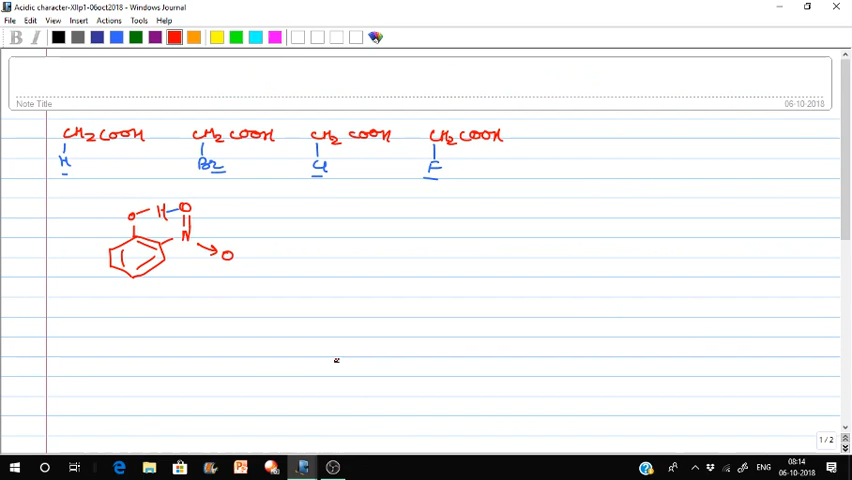 Acidic character-XIIp1-06oct2018 - Windows Journal
File Edit View Insert Actions Tools Help
B I
Note Title 06-10-2018
CH2COOH CH2COOH CH2COOH CH2COOH
H Br Cl F
O H O
N
O
1 / 2
ENG 08:14
06-10-2018